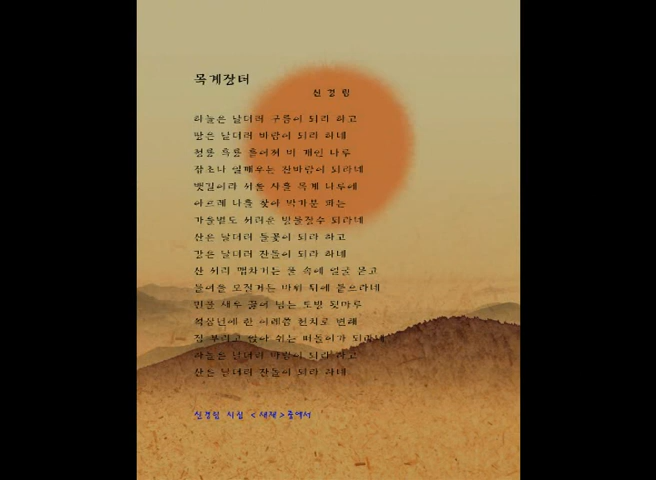 목계장터
신 경 림
하늘은 날더러 구름이 되라 하고
땅은 날더러 바람이 되라 하네
청룡 흑룡 흩어져 비 개인 나루
잡초나 일깨우는 잔바람이 되라네
뱃길이라 서울 사흘 목계 나루에
아흐레 나흘 찾아 박가분 파는
가을볕도 서러운 방물장수 되라네
산은 날더러 들꽃이 되라 하고
강은 날더러 잔돌이 되라 하네
산 서리 맵차거든 풀 속에 얼굴 묻고
물여울 모질거든 바위 뒤에 붙으라네
민물 새우 끓어 넘는 토방 툇마루
석삼년에 한 이레쯤 천치로 변해
짐 부리고 앉아 쉬는 떠돌이가 되라네
하늘은 날더러 바람이 되라 하고
산은 날더러 잔돌이 되라 하네
신경림 시집 <새재> 중에서